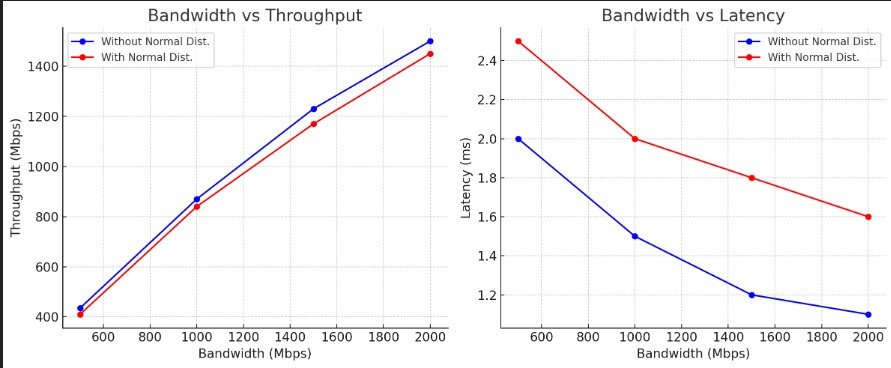 Bandwidth vs Throughput
Without Normal Dist.
With Normal Dist.
1400
1200
1000
800
600
400
Throughput (Mbps)
600 800 1000 1200 1400 1600 1800 2000
Bandwidth (Mbps)
Bandwidth vs Latency
Without Normal Dist.
With Normal Dist.
2.4
2.2
2.0
1.8
1.6
1.4
1.2
Latency (ms)
600 800 1000 1200 1400 1600 1800 2000
Bandwidth (Mbps)